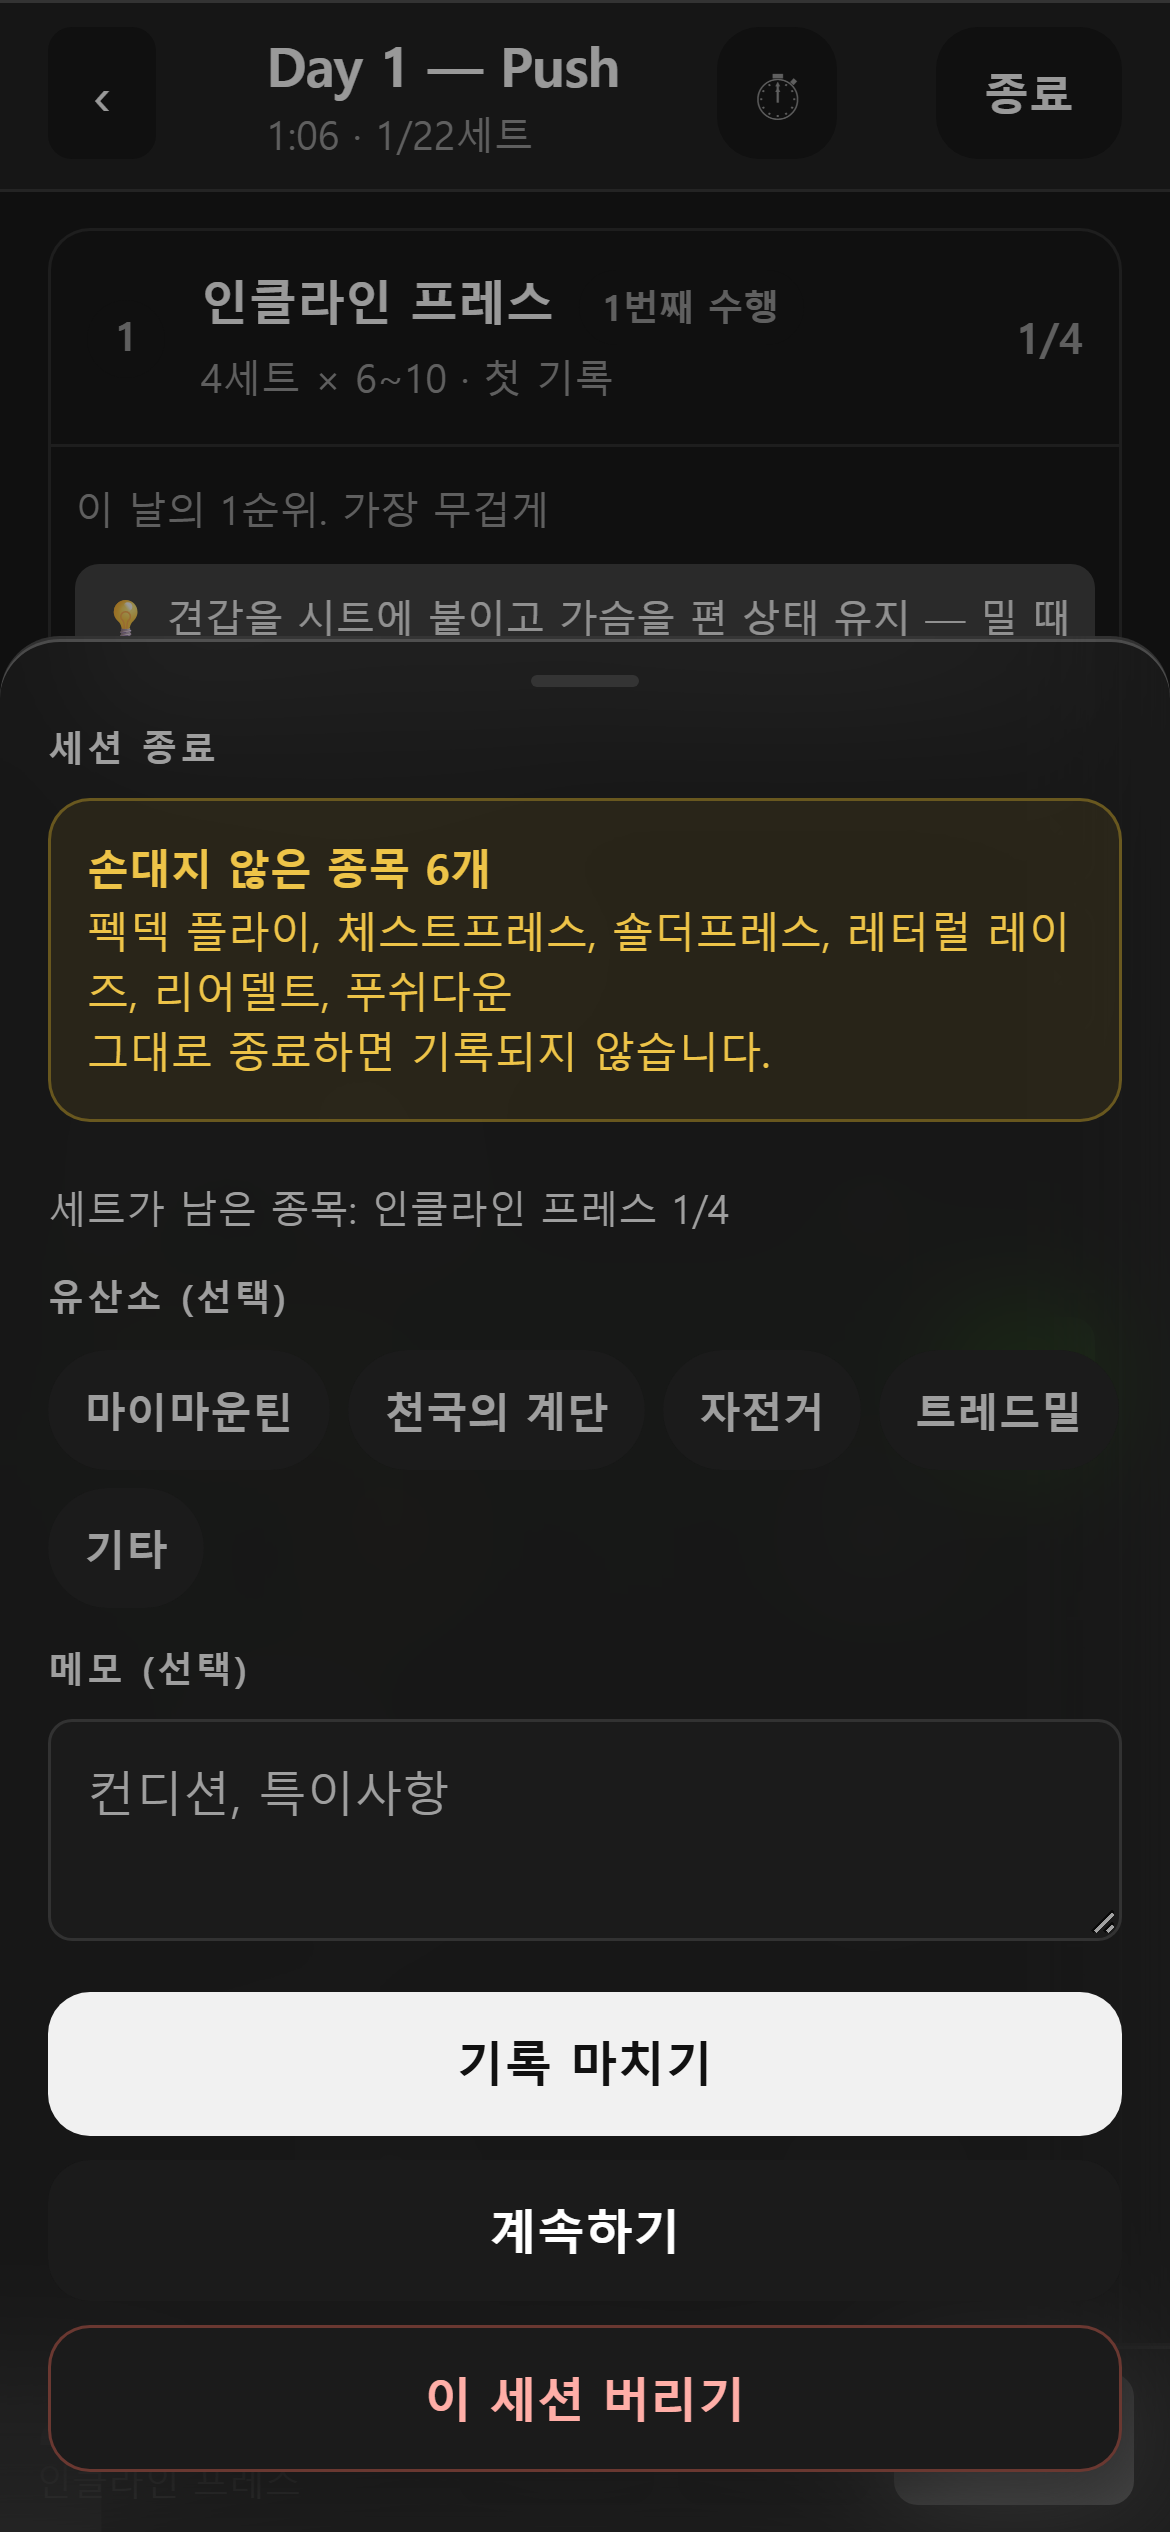 ‹
Day 1 — Push
1:06 · 1/22세트
종료
1
인클라인 프레스 1번째 수행
4세트 × 6~10 · 첫 기록
1/4
이 날의 1순위. 가장 무겁게
견갑을 시트에 붙이고 가슴을 편 상태 유지 — 밀 때
세션 종료
손대지 않은 종목 6개
펙덱 플라이, 체스트프레스, 숄더프레스, 레터럴 레이
즈, 리어델트, 푸쉬다운
그대로 종료하면 기록되지 않습니다.
세트가 남은 종목: 인클라인 프레스 1/4
유산소 (선택)
마이마운틴 천국의 계단 자전거 트레드밀
기타
메모 (선택)
컨디션, 특이사항
기록 마치기
계속하기
이 세션 버리기
인클라인 프레스